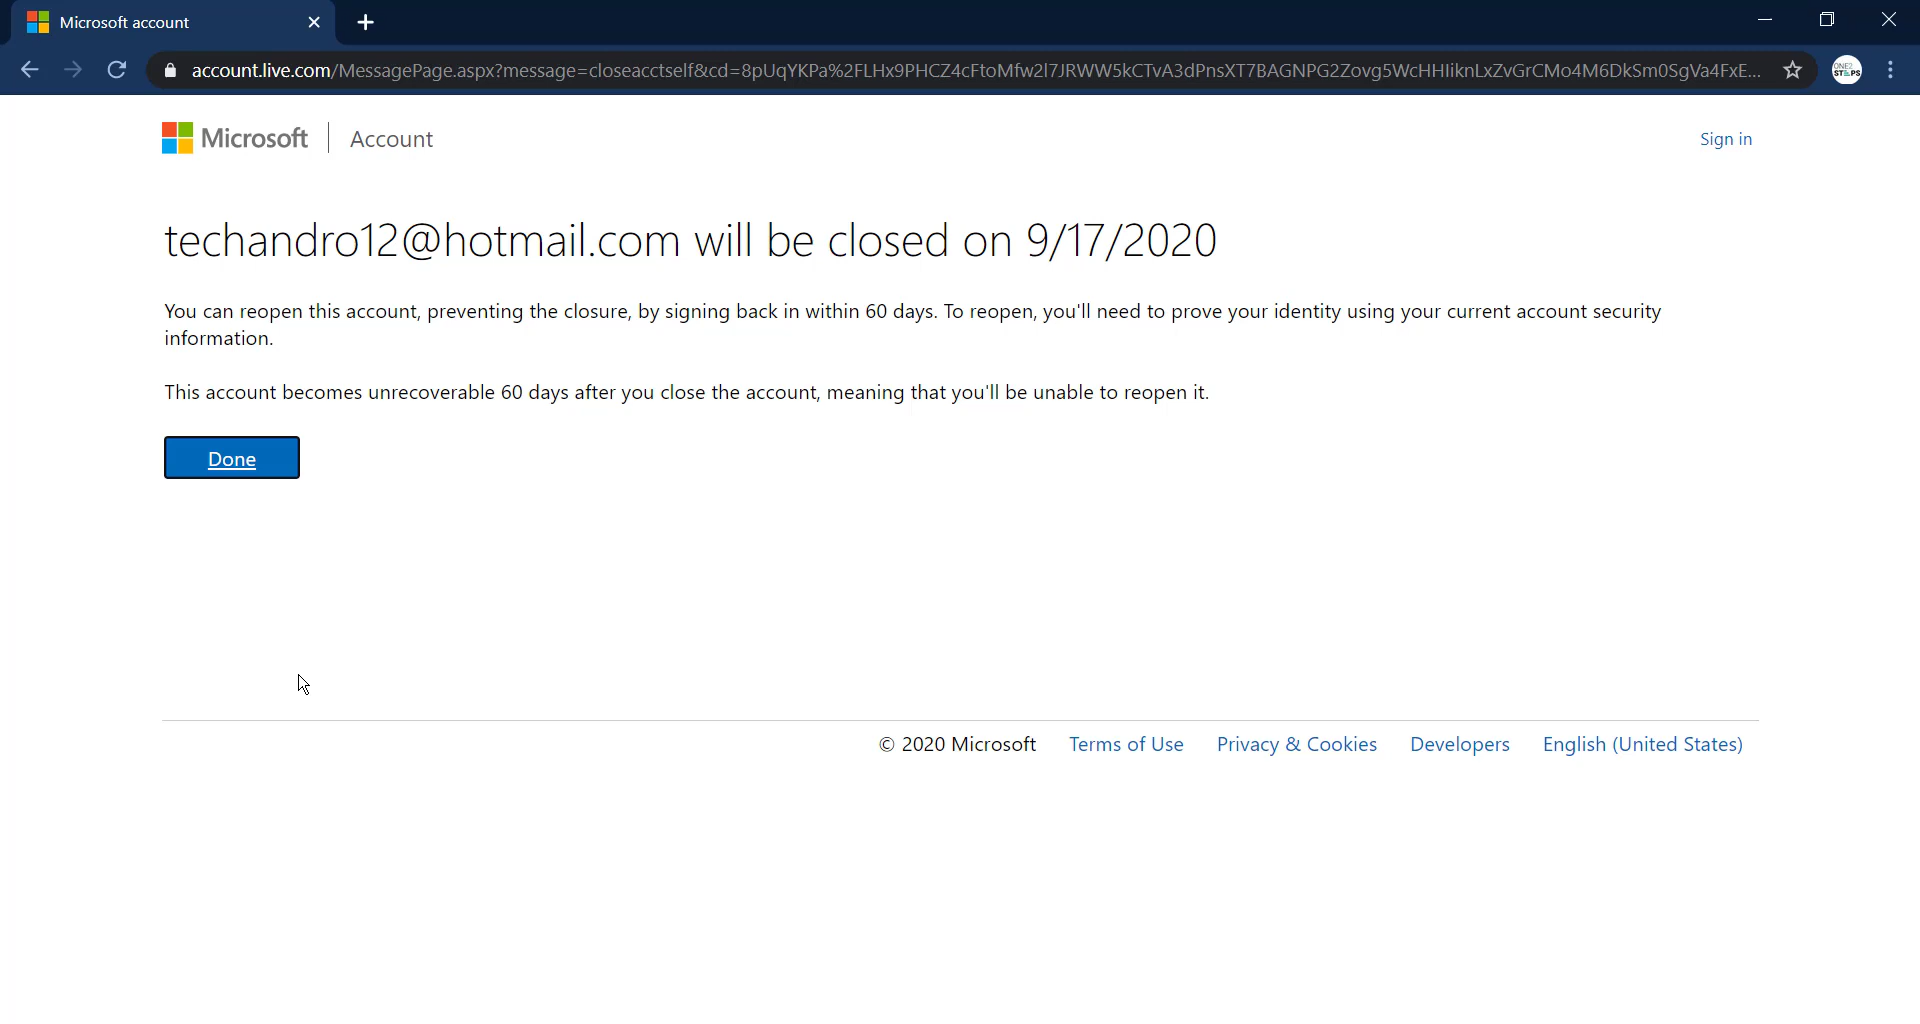 Microsoft account
account.live.com/MessagePage.aspx?message=closeacctself&cd=8pUqYKPa%2FLHx9PHCZ4cFtoMfw2l7JRWW5kCTvA3dPnsXT7BAGNPG2Zovg5WcHHIiknLxZvGrCMo4M6DkSm0SgVa4FxE...
ONE2
STEPS
Microsoft | Account
Sign in
techandro12@hotmail.com will be closed on 9/17/2020
You can reopen this account, preventing the closure, by signing back in within 60 days. To reopen, you'll need to prove your identity using your current account security
information.
This account becomes unrecoverable 60 days after you close the account, meaning that you'll be unable to reopen it.
Done
© 2020 Microsoft Terms of Use Privacy & Cookies Developers English (United States)